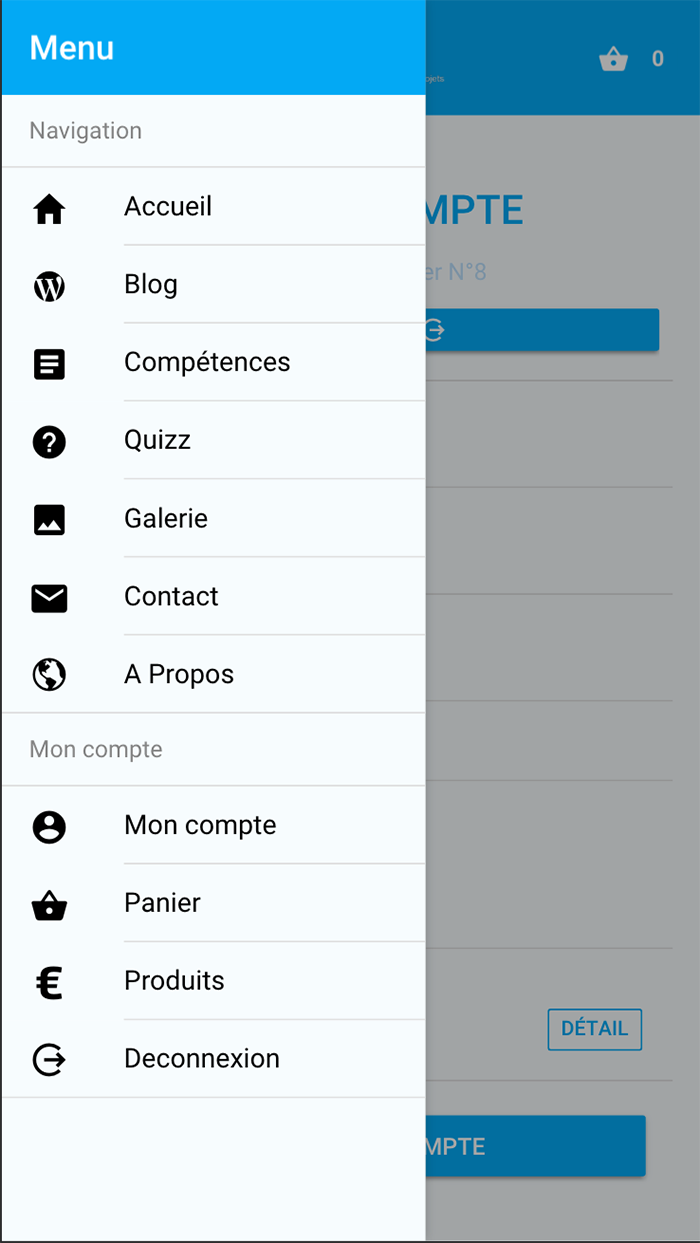 Menu
0
ojets
Navigation
Accueil
MPTE
Blog
er N°8
Compétences
Quizz
Galerie
Contact
A Propos
Mon compte
Mon compte
Panier
Produits
DÉTAIL
Deconnexion
MPTE